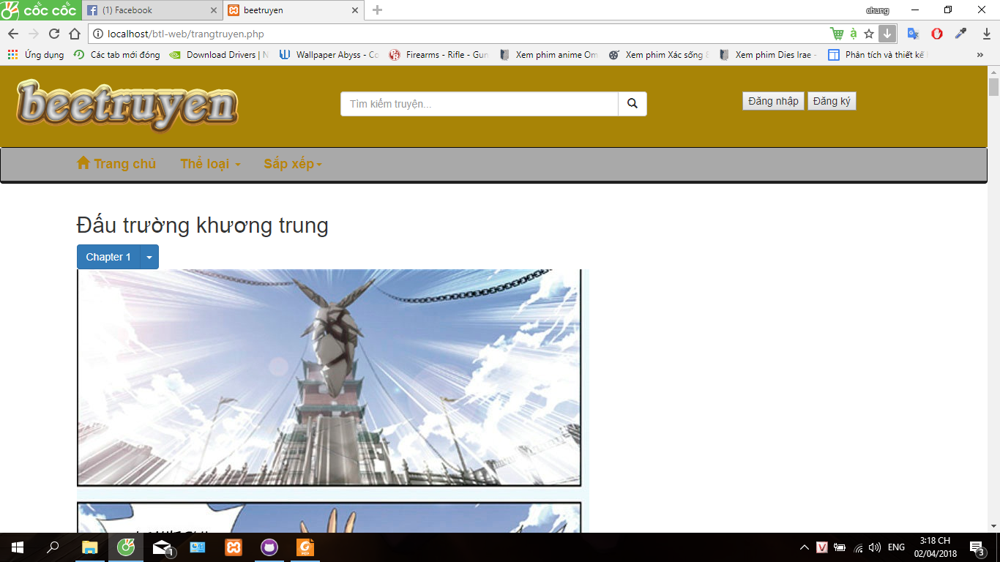 cốc cốc
(1) Facebook
beetruyen
chung
localhost/btl-web/trangtruyen.php
Ứng dụng
Các tab mới đóng
Download Drivers | N
Wallpaper Abyss - Co
Firearms - Rifle - Gun
Xem phim anime Om
Xem phim Xác sống &
Xem phim Dies Irae -
Phân tích và thiết kế
beetruyen
Tìm kiếm truyện...
Đăng nhập
Đăng ký
Trang chủ
Thể loại
Sắp xếp
Đấu trường khương trung
Chapter 1
1
ENG
3:18 CH
02/04/2018
3